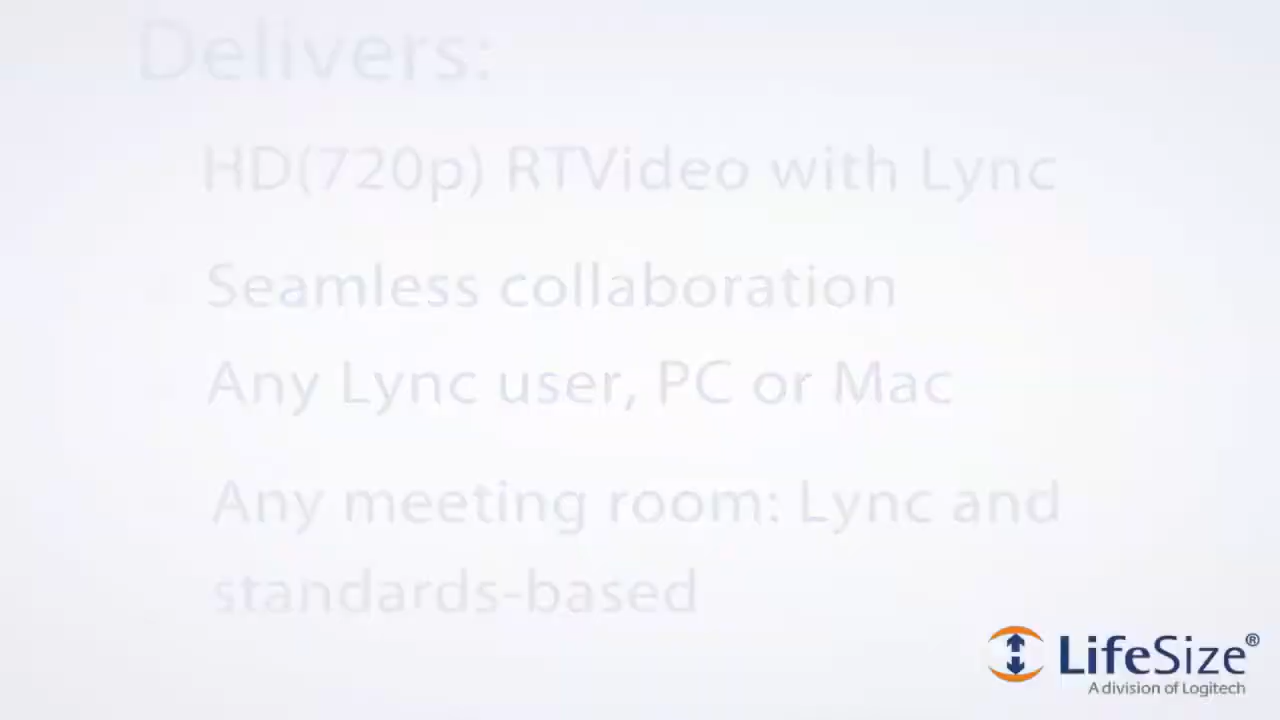 Delivers:
HD(720p) RTVideo with Lync
Seamless collaboration
Any Lync user, PC or Mac
Any meeting room: Lync and
standards-based
LifeSize®
A division of Logitech